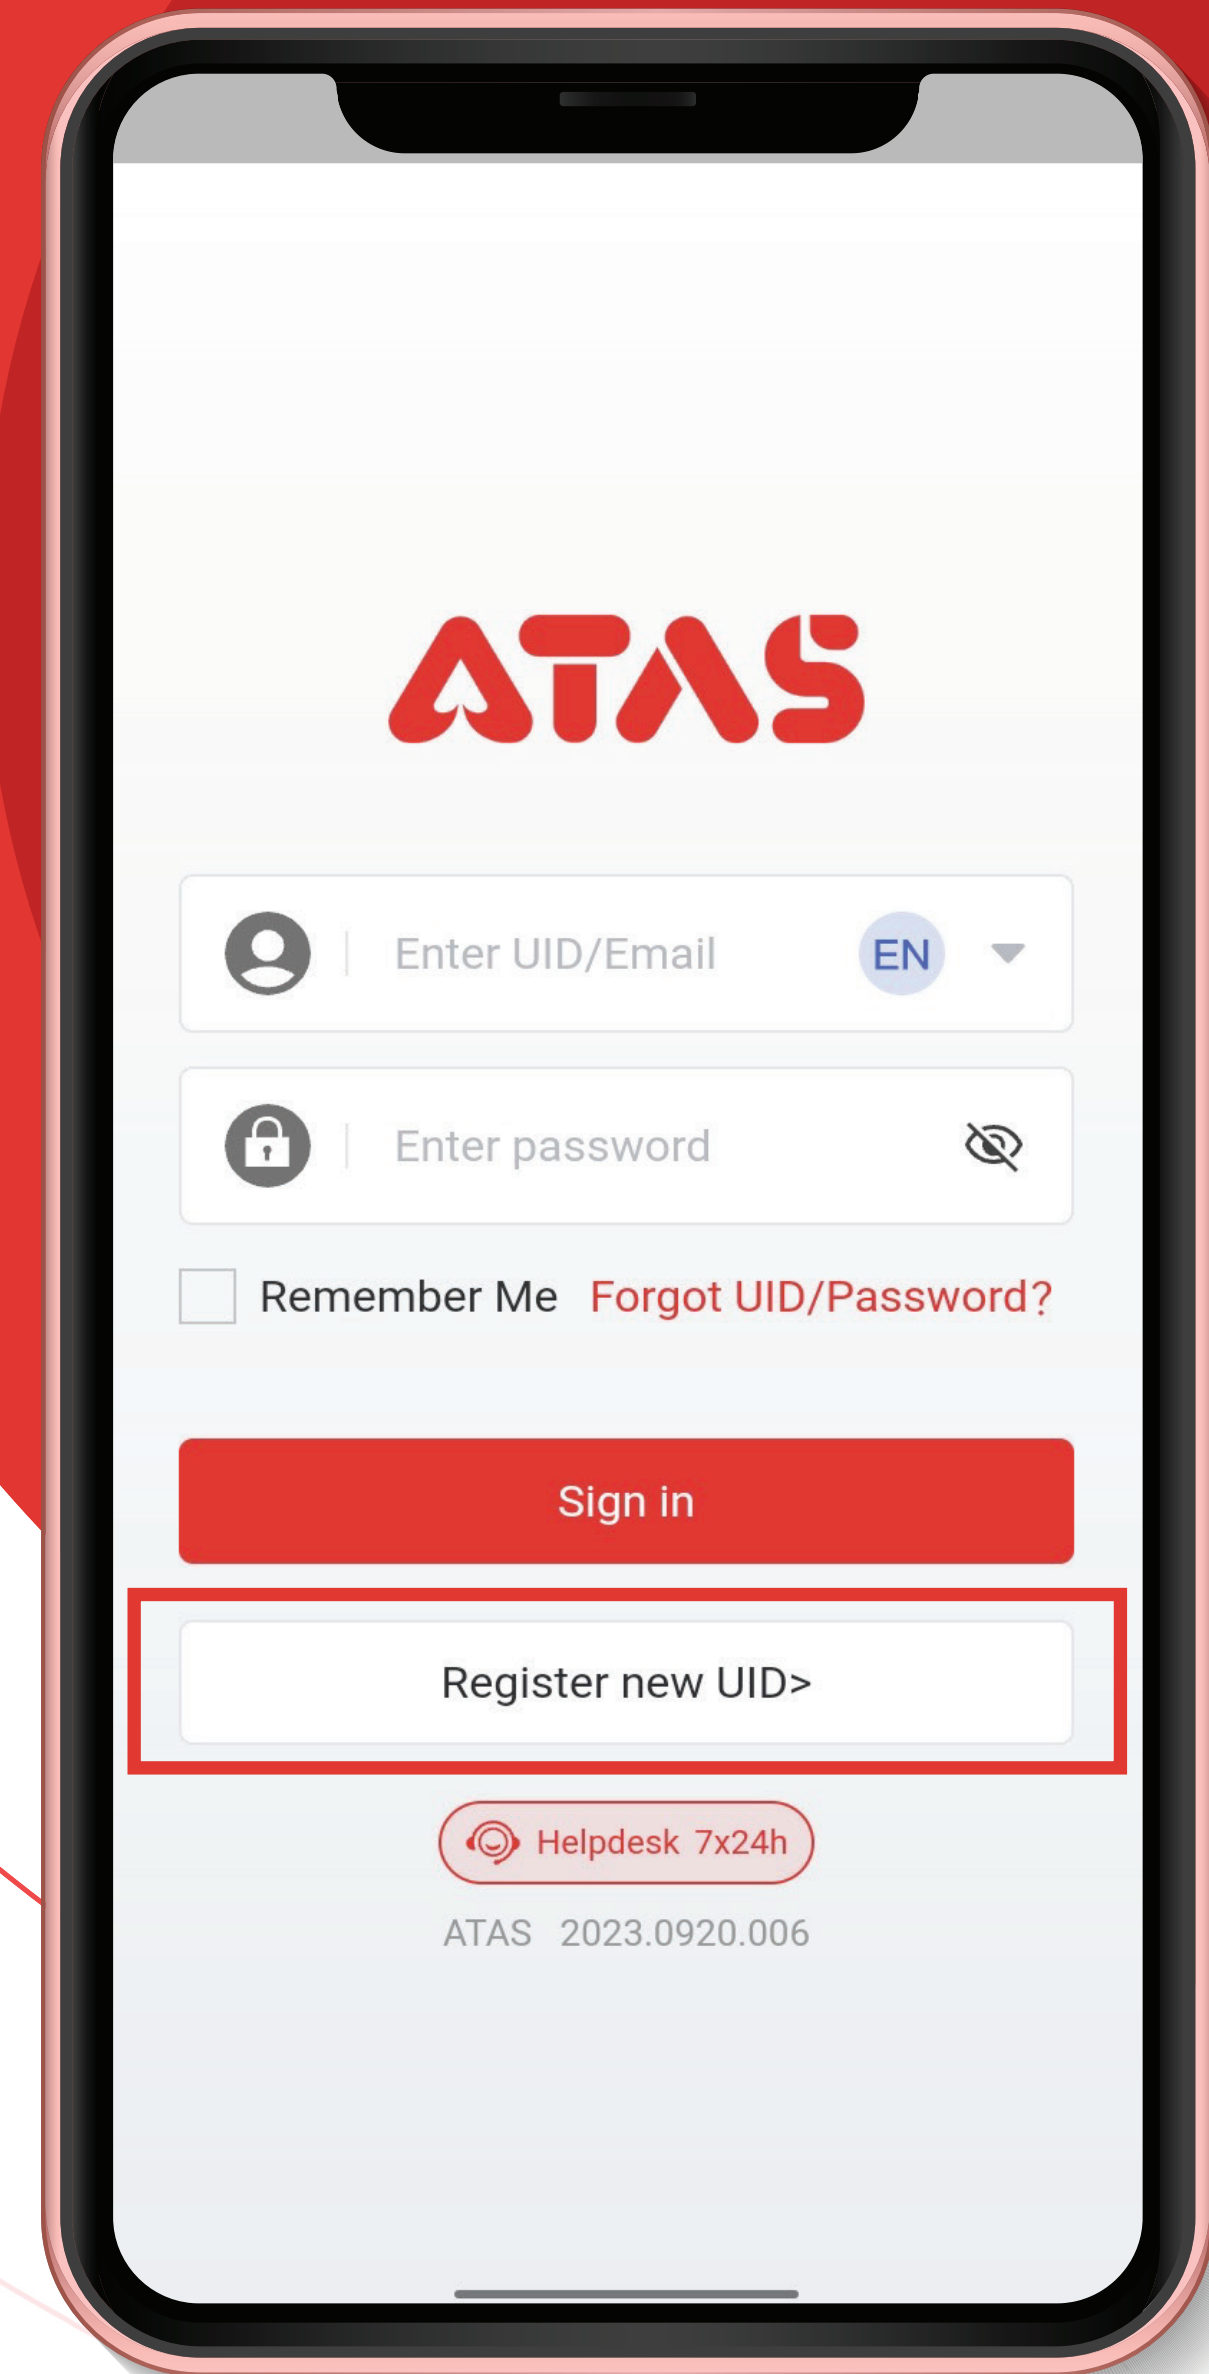 ATAS
Enter UID/Email EN
Enter password
Remember Me Forgot UID/Password?
Sign in
Register new UID>
Helpdesk 7x24h
ATAS 2023.0920.006